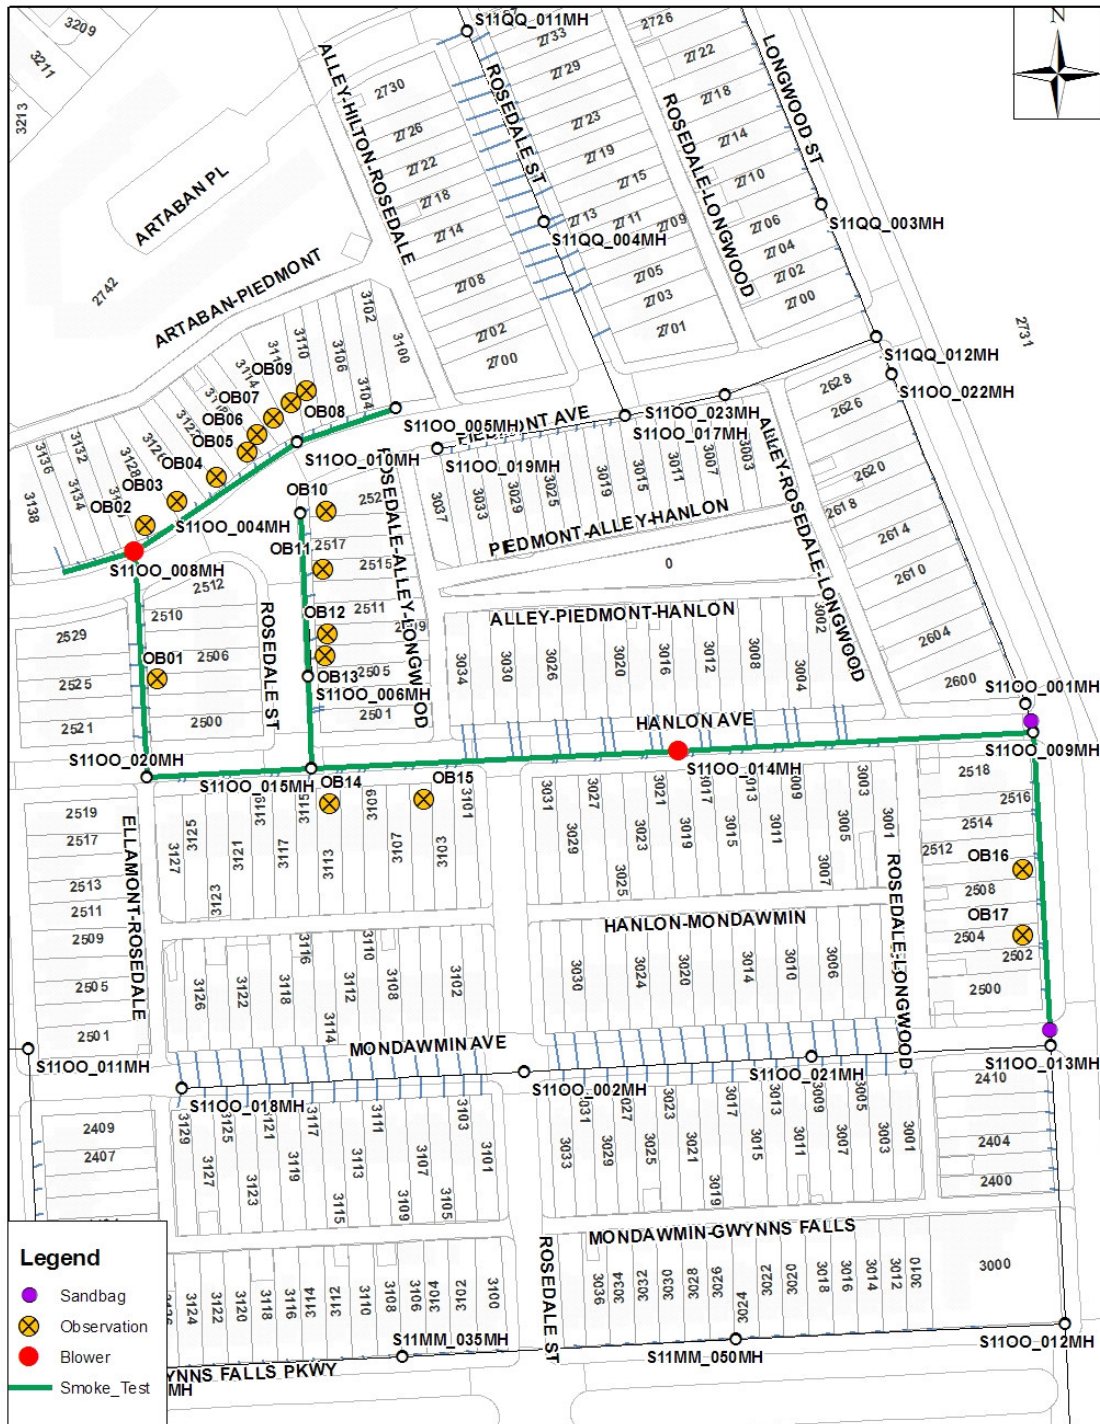 3209
3211
3213
N
S11QQ_011MH
2733
2726
2729
2722
2730
2718
2726
2723
2714
2722
2719
2710
2718
2715
2706
2714
2713
2711
2709
2704
2708
2705
2702
2702
2703
2700
2700
2701
ALLEY-HILTON-ROSEDALE
ROSEDALE ST
ROSEDALE-LONGWOOD
LONGWOOD ST
ARTABAN PL
2742
ARTABAN-PIEDMONT
S11QQ_004MH
S11QQ_003MH
S11QQ_012MH
S11OO_022MH
2731
3102
3100
3110
3106
3104
OB09
OB07
OB08
OB06
OB05
OB04
OB03
OB02
3136
3132
3128
3138
3134
S11OO_005MH
S11OO_010MH
PIEDMONT AVE
S11OO_023MH
S11OO_017MH
S11OO_019MH
2628
2626
2620
2618
2614
2610
2604
2600
3037
3033
3029
3025
3019
3015
3011
3007
3003
OB10
S11OO_004MH
S11OO_008MH
OB11
2517
2515
2511
OB12
2505
OB13
S11OO_006MH
2501
PIEDMONT-ALLEY-HANLON
0
ALLEY-PIEDMONT-HANLON
ALLEY-ROSEDALE-LONGWOOD
ROSEDALE-ALLEY-LONGWOOD
2512
2510
2506
2500
2529
2525
2521
OB01
ROSEDALE ST
3034
3030
3026
3020
3016
3012
3008
3004
3002
HANLON AVE
S11OO_001MH
S11OO_009MH
S11OO_020MH
S11OO_015MH
OB14
OB15
S11OO_014MH
2519
2517
2513
2511
2509
2505
2501
ELLAMONT-ROSEDALE
3127
3125
3123
3121
3117
3113
3109
3107
3103
3101
3031
3029
3027
3025
3023
3021
3019
3017
3015
3013
3011
3009
3007
3005
3003
3001
2518
2516
2514
2512
OB16
2508
OB17
2504
2502
2500
HANLON-MONDAWMIN
ROSEDALE-LONGWOOD
3126
3122
3118
3116
3114
3112
3110
3108
3102
3030
3024
3020
3014
3010
3006
MONDAWMIN AVE
S11OO_011MH
S11OO_018MH
S11OO_002MH
S11OO_021MH
S11OO_013MH
2409
2407
2410
2404
2400
3129
3127
3125
3123
3121
3119
3117
3115
3113
3111
3109
3107
3105
3103
3101
3033
3031
3029
3027
3025
3023
3021
3019
3017
3015
3013
3011
3009
3007
3005
3003
3001
MONDAWMIN-GWYNNS FALLS
ROSEDALE ST
3124
3122
3120
3118
3116
3114
3112
3110
3108
3106
3104
3102
3100
3036
3034
3032
3030
3028
3026
3024
3022
3020
3018
3016
3014
3012
3010
3000
S11MM_035MH
S11MM_050MH
S11OO_012MH
YNNS FALLS PKWY
MH
Legend
Sandbag
Observation
Blower
Smoke_Test